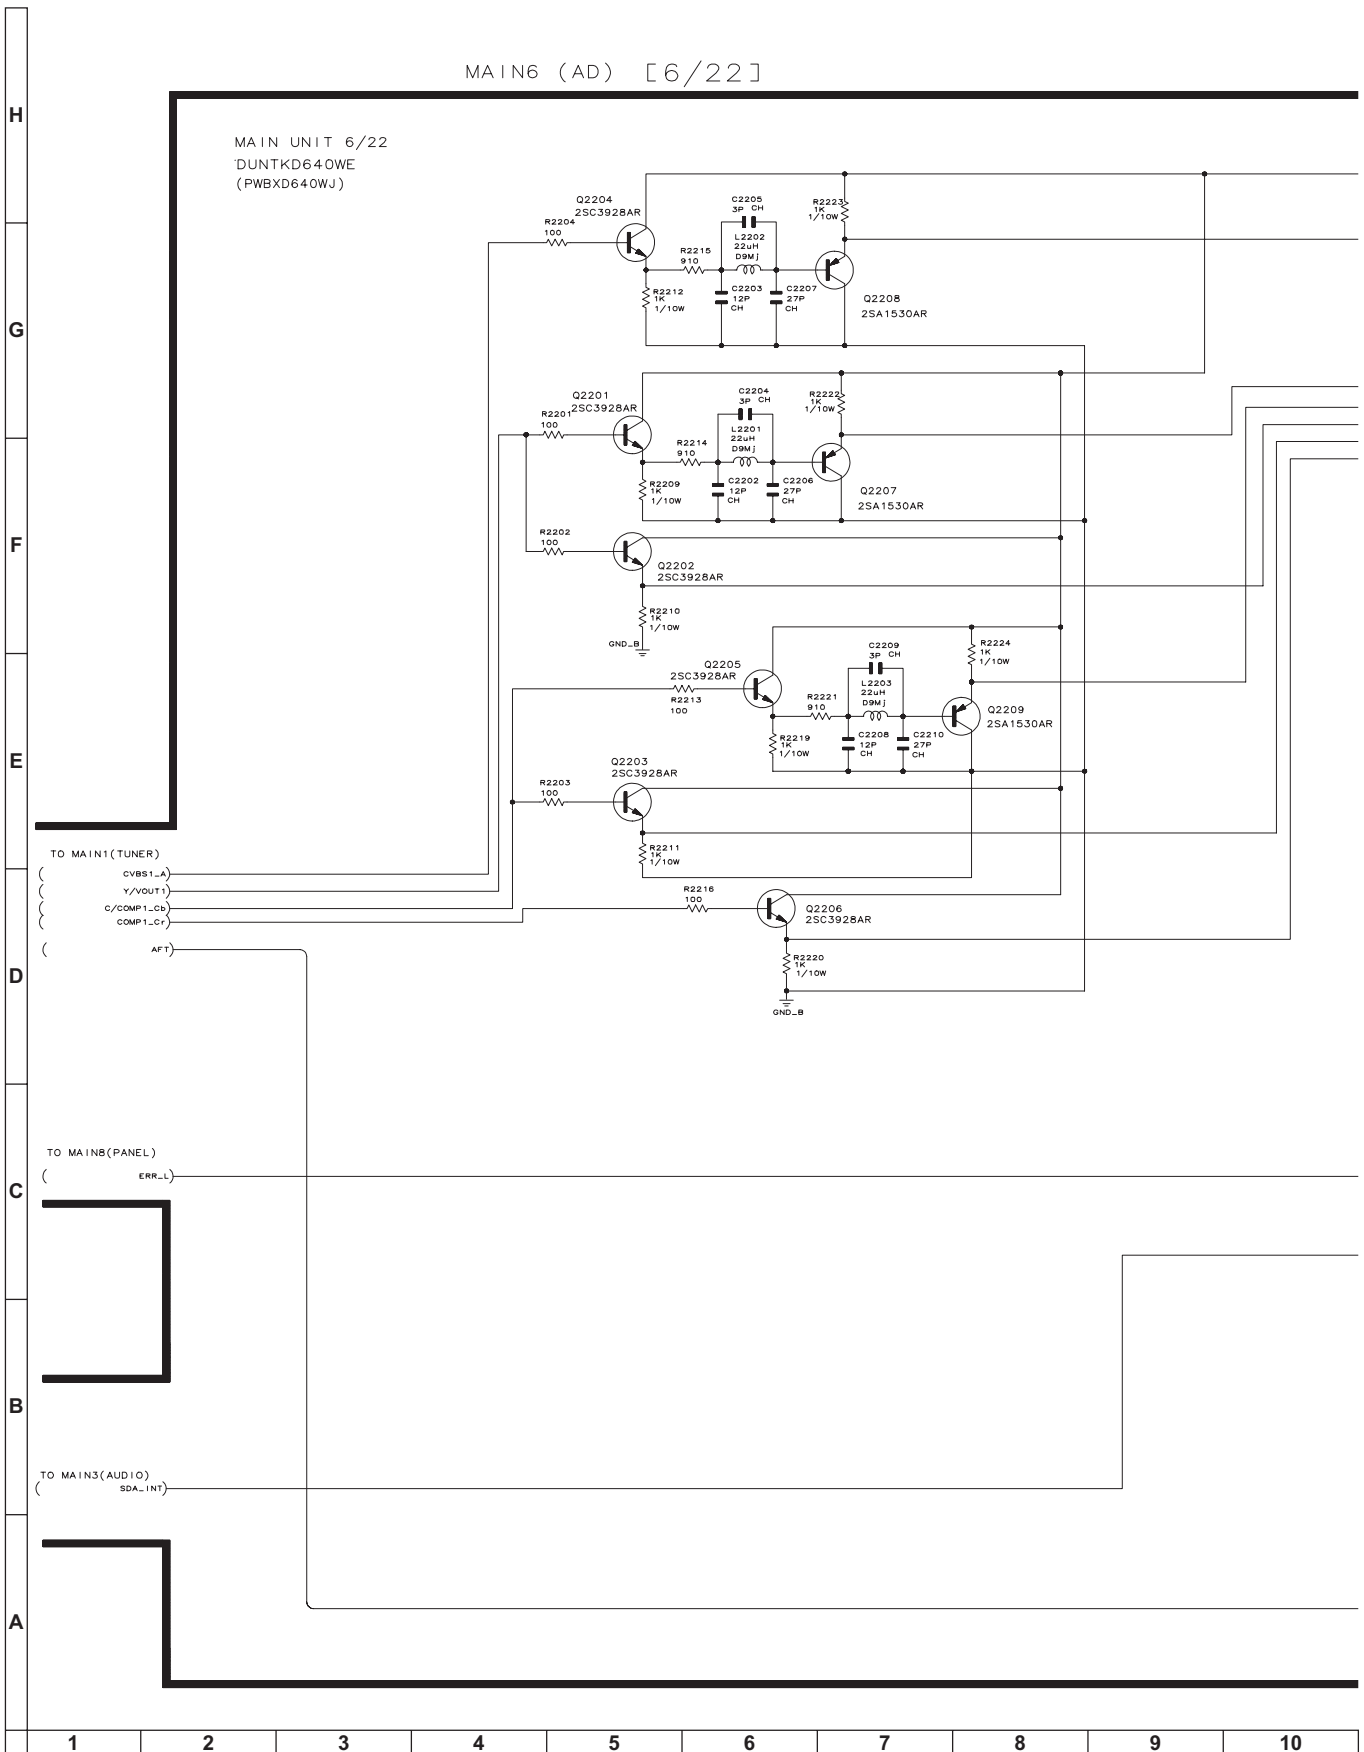 MAIN6 (AD) [6/22]
H
MAIN UNIT 6/22
DUNTKD640WE
(PWBXD640WJ)
Q2204
2SC3928AR
R2204
100
C2205
3P CH
R2223
1K
1/10W
L2202
22uH
D9Mj
R2215
910
R2212
1K
1/10W
C2203
12P
CH
C2207
27P
CH
Q2208
2SA1530AR
G
Q2201
2SC3928AR
R2201
100
C2204
3P CH
R2222
1K
1/10W
L2201
22uH
D9Mj
R2214
910
R2209
1K
1/10W
C2202
12P
CH
C2206
27P
CH
Q2207
2SA1530AR
F
R2202
100
Q2202
2SC3928AR
R2210
1K
1/10W
GND_B
Q2205
2SC3928AR
R2213
100
C2209
3P CH
R2224
1K
1/10W
L2203
22uH
D9Mj
R2221
910
R2219
1K
1/10W
C2208
12P
CH
C2210
27P
CH
Q2209
2SA1530AR
E
Q2203
2SC3928AR
R2203
100
R2211
1K
1/10W
TO MAIN1(TUNER)
( CVBS1_A)
( Y/VOUT1)
( C/COMP1_Cb)
( COMP1_Cr)
( AFT)
R2216
100
Q2206
2SC3928AR
R2220
1K
1/10W
GND_B
D
TO MAIN8(PANEL)
( ERR_L)
C
B
TO MAIN3(AUDIO)
( SDA_INT)
A
1 2 3 4 5 6 7 8 9 10